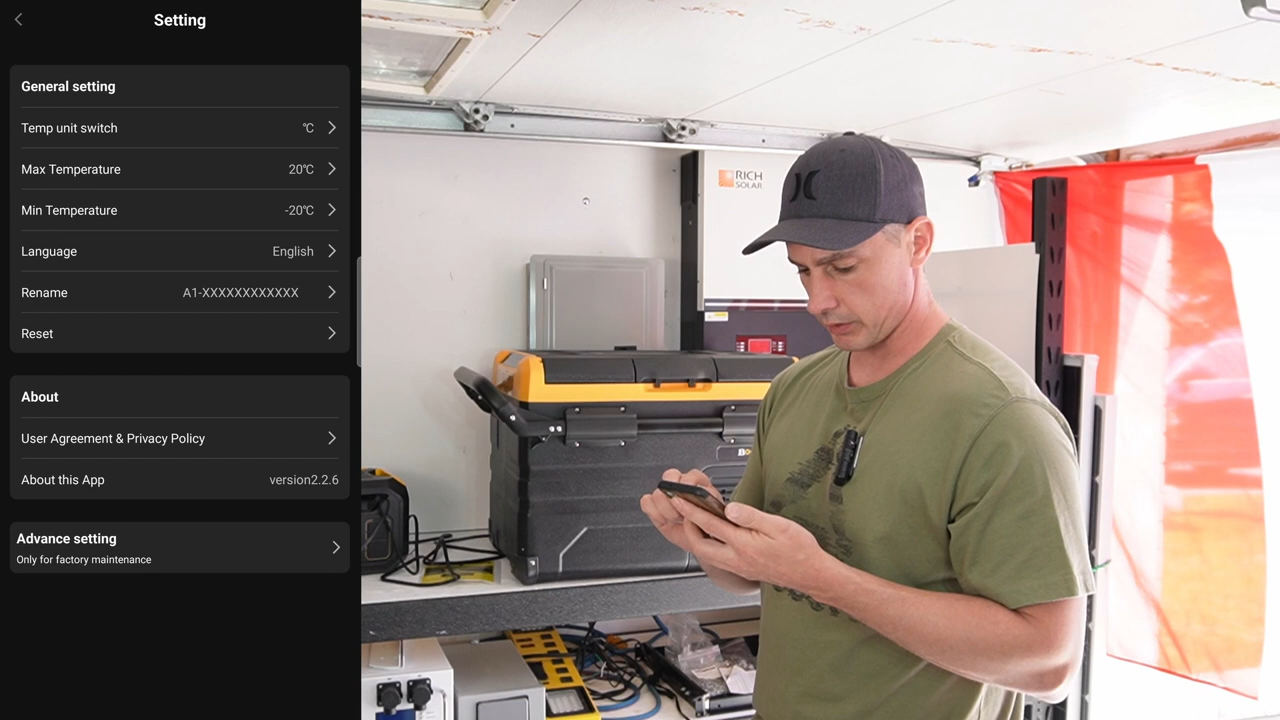 Setting
General setting
Temp unit switch
℃
Max Temperature
20℃
Min Temperature
-20℃
Language
English
Rename
A1-XXXXXXXXXXXX
Reset
About
User Agreement & Privacy Policy
About this App
version2.2.6
Advance setting
Only for factory maintenance
RICH
SOLAR